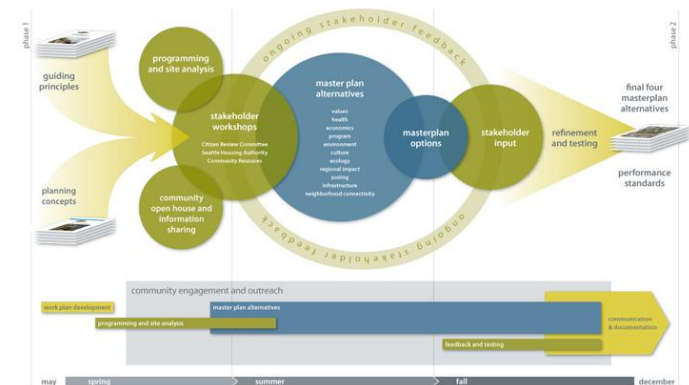 phase 1
phase 2
guiding
principles
planning
concepts
programming
and site analysis
stakeholder
workshops
Citizen Review Committee
Seattle Housing Authority
Community Resouces
community
open house and
information
sharing
ongoing stakeholder feedback
master plan
alternatives
values
health
economics
program
environment
culture
ecology
regional impact
zoning
infrastructure
neighborhood connectivity
ongoing stakeholder feedback
masterplan
options
stakeholder
input
refinement
and testing
final four
masterplan
alternatives
performance
standards
community engagement and outreach
work plan development
master plan alternatives
programming and site analysis
feedback and testing
communication
& documentation
may
spring
summer
fall
december